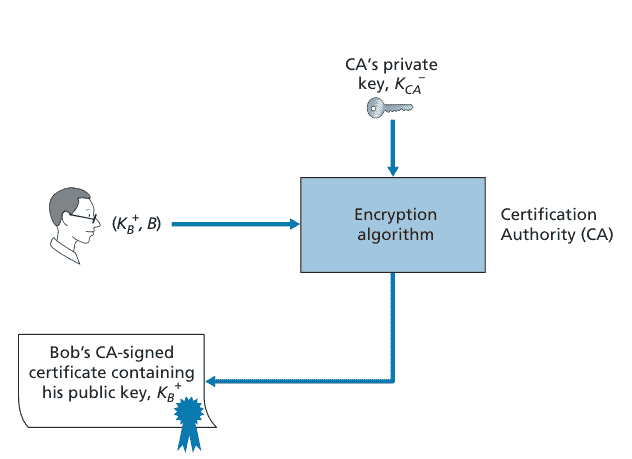 CA's private
key, K_CA^-
(K_B^+, B)
Encryption
algorithm
Certification
Authority (CA)
Bob's CA-signed
certificate containing
his public key, K_B^+